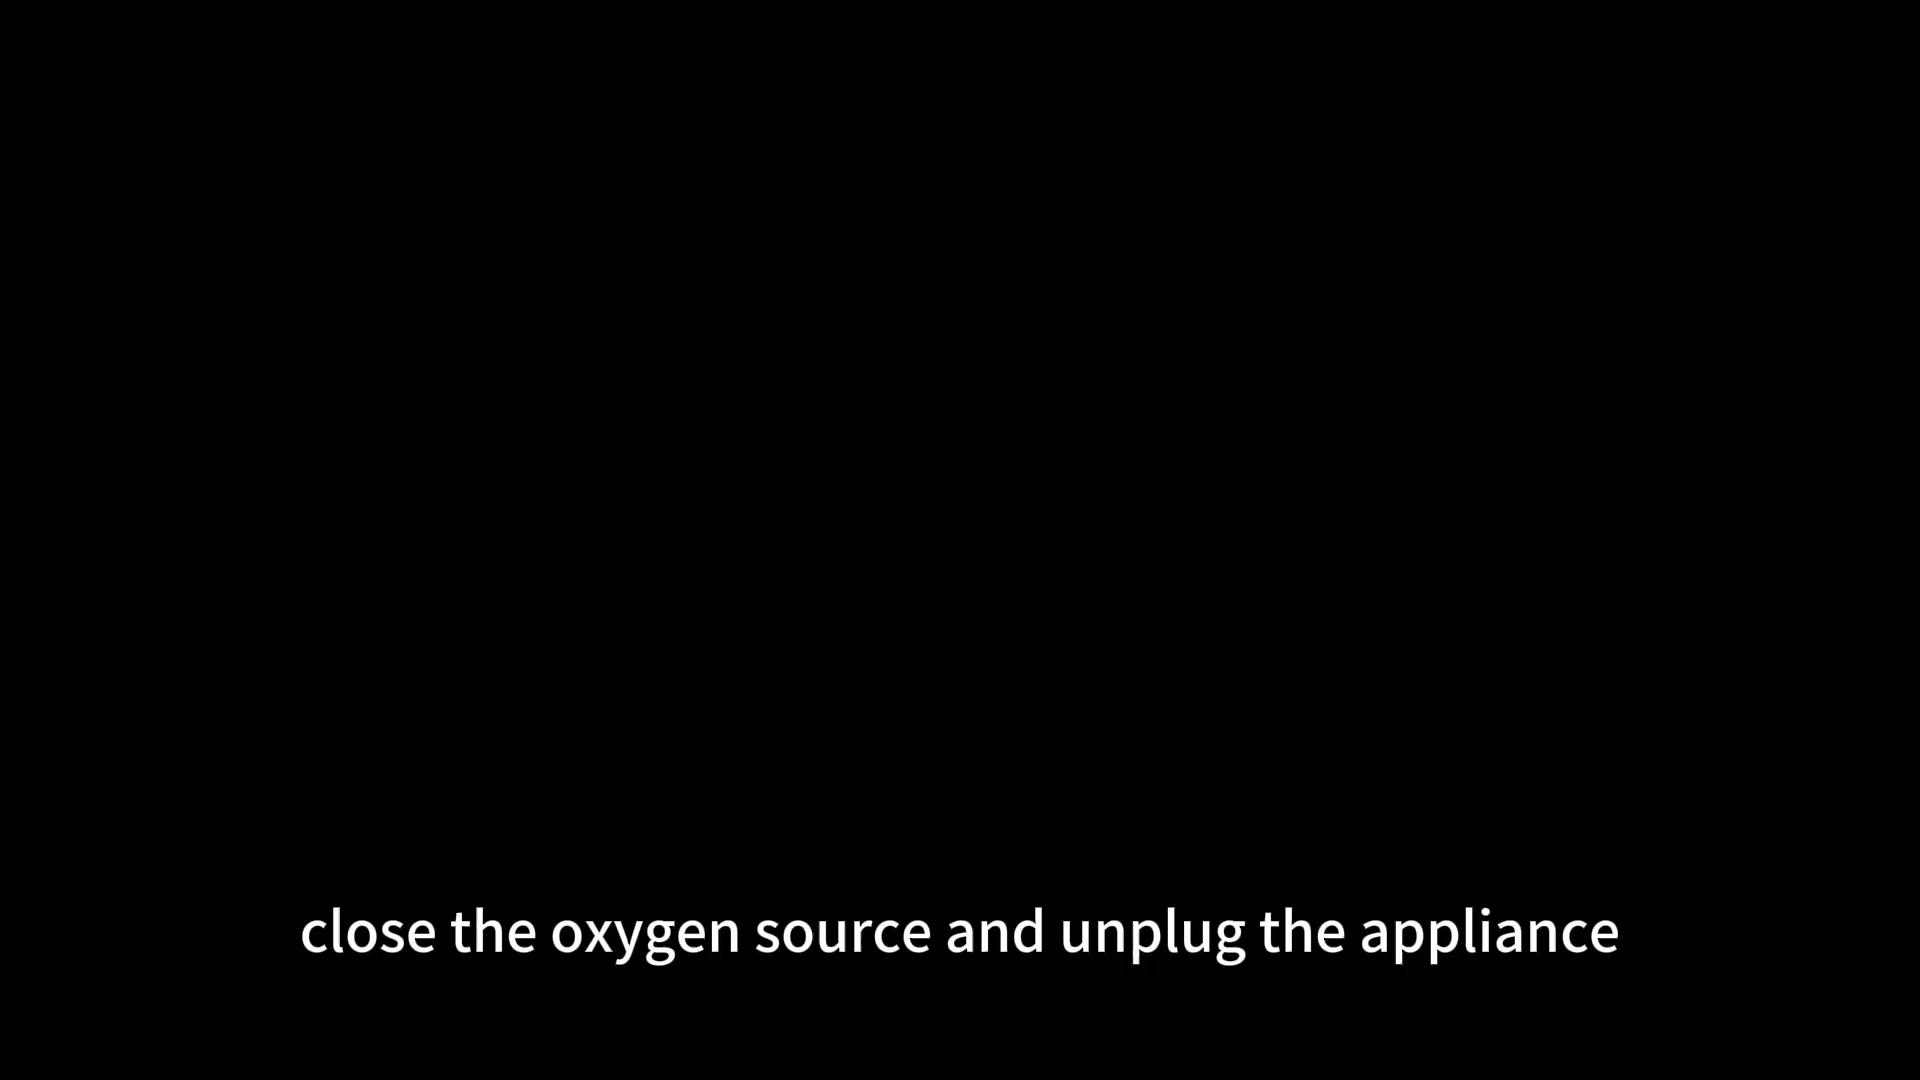 close the oxygen source and unplug the appliance